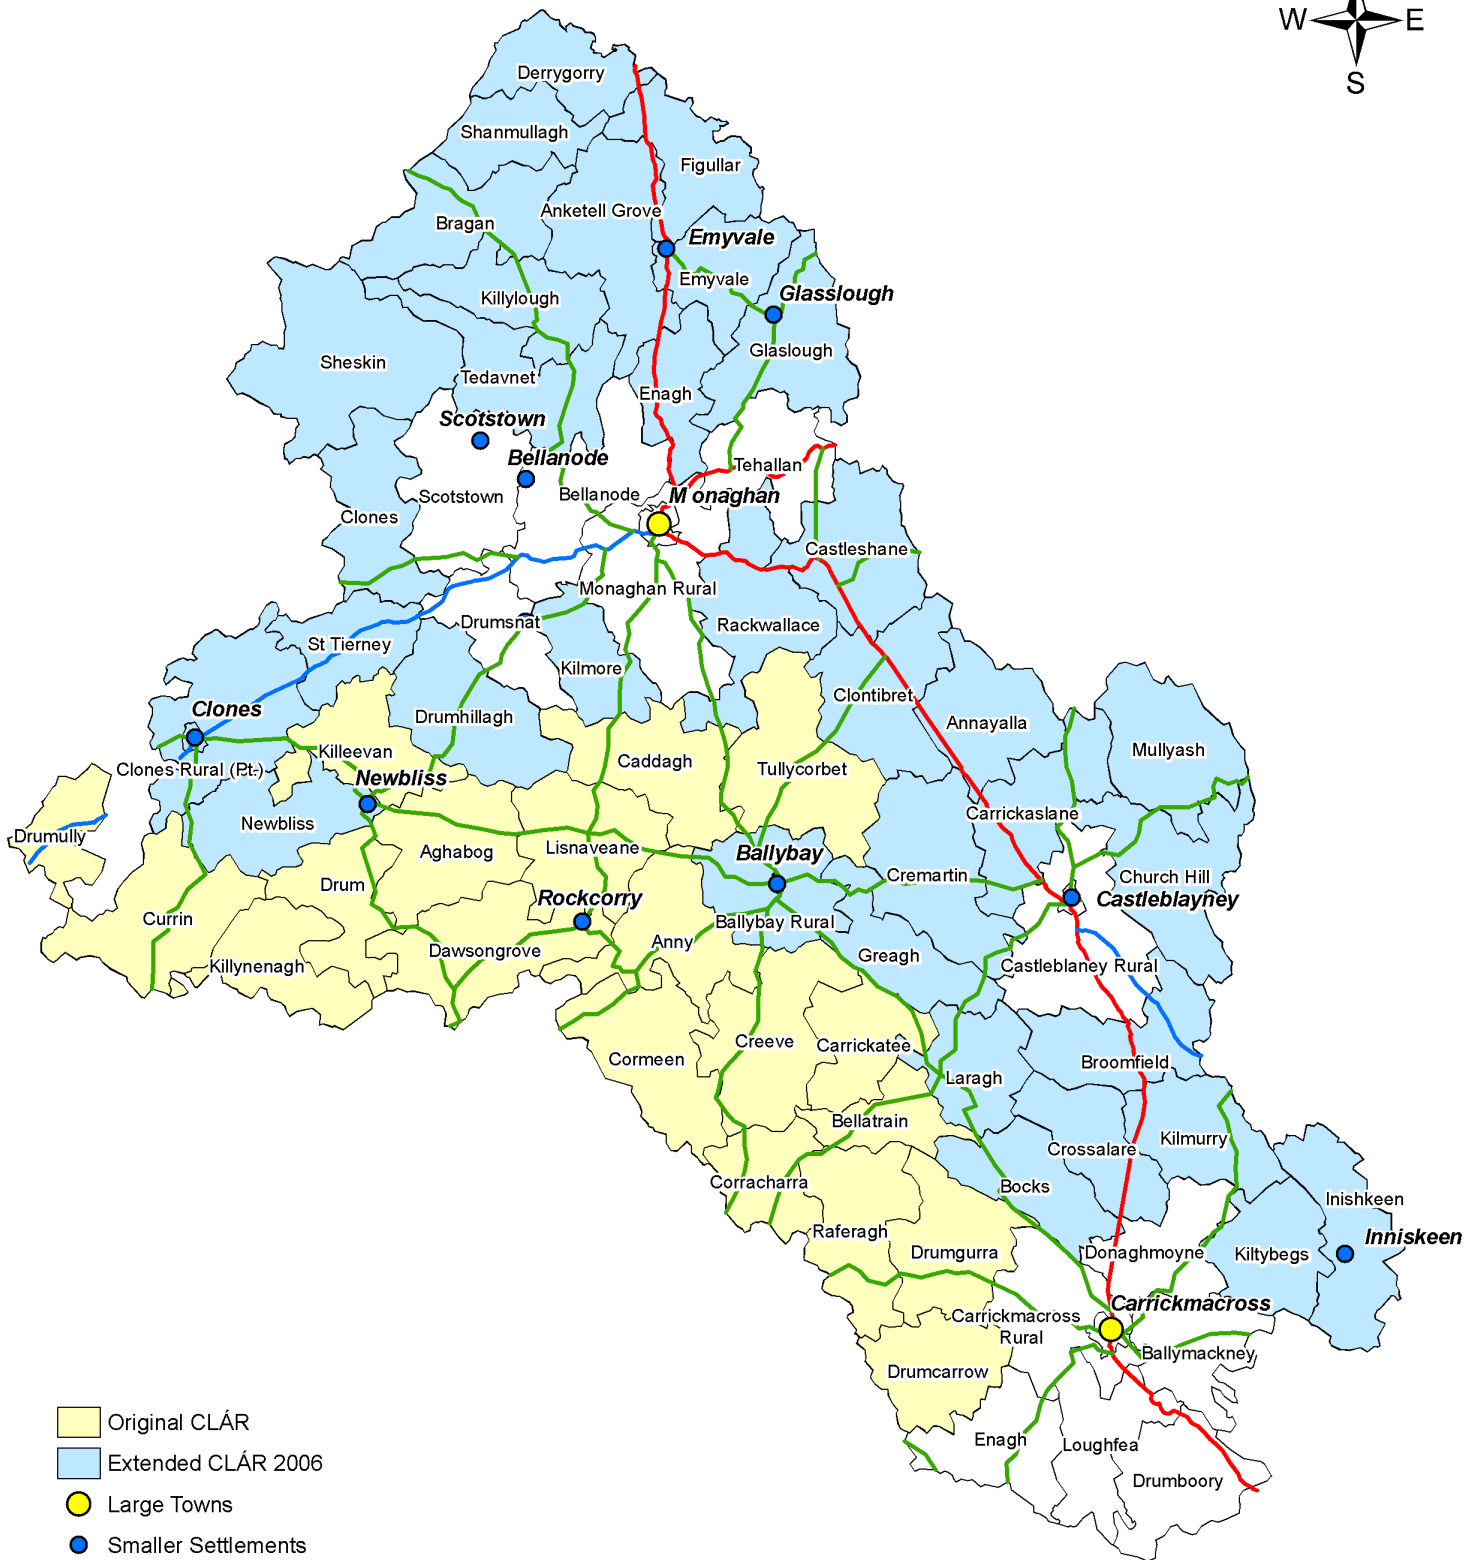 W E
S
Derrygorry
Shanmullagh
Figullar
Anketell Grove
Bragan
Emyvale
Emyvale
Glasslough
Killylough
Glaslough
Sheskin
Tedavnet
Enagh
Scotstown
Bellanode
Tehallan
Scotstown
Bellanode
Monaghan
Clones
Castleshane
Monaghan Rural
Drumsnat
Rackwallace
St Tierney
Kilmore
Clontibret
Clones
Drumhillagh
Annayalla
Mullyash
Killeevan
Caddagh
Tullycorbet
Clones Rural (Pt.)
Newbliss
Newbliss
Carrickaslane
Drumully
Aghabog
Lisnaveane
Ballybay
Cremartin
Church Hill
Drum
Rockcorry
Castleblayney
Currin
Ballybay Rural
Anny
Dawsongrove
Greagh
Killynenagh
Castleblaney Rural
Creeve
Carrickatee
Cormeen
Broomfield
Laragh
Bellatrain
Kilmurry
Crossalare
Corracharra
Bocks
Inishkeen
Raferagh
Inniskeen
Drumgurra
Donaghmoyne
Kiltybegs
Carrickmacross
Carrickmacross
Rural
Ballymackney
Drumcarrow
Enagh
Loughfea
Drumboory
Original CLÁR
Extended CLÁR 2006
Large Towns
Smaller Settlements